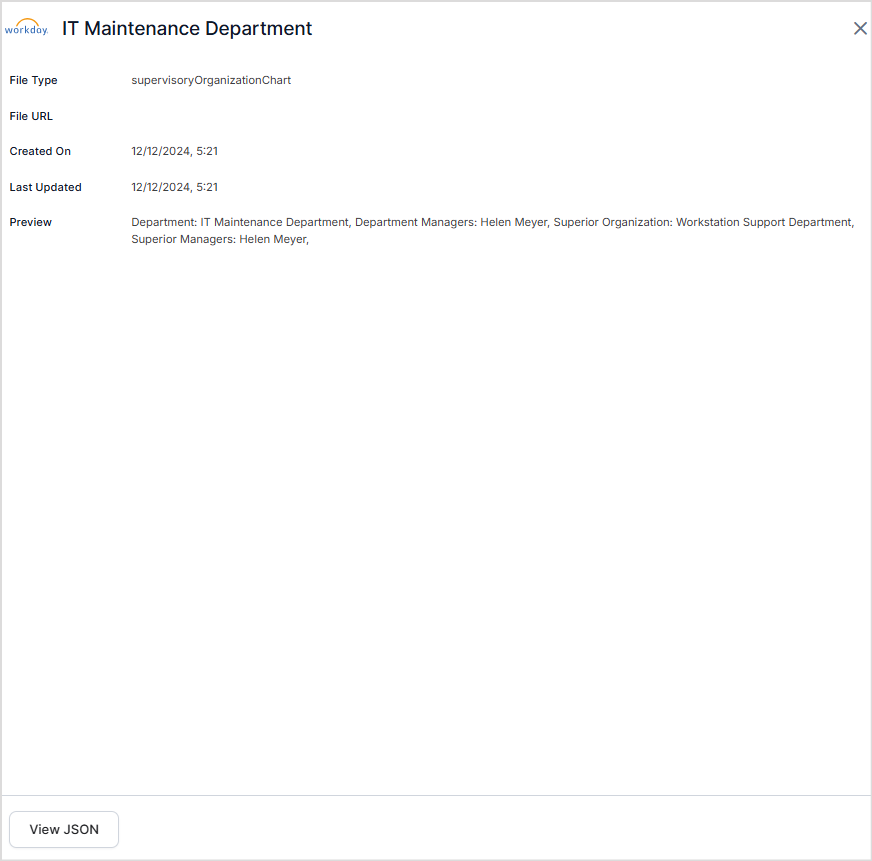 workday.
IT Maintenance Department
File Type
supervisoryOrganizationChart
File URL
Created On
12/12/2024, 5:21
Last Updated
12/12/2024, 5:21
Preview
Department: IT Maintenance Department, Department Managers: Helen Meyer, Superior Organization: Workstation Support Department,
Superior Managers: Helen Meyer,
View JSON